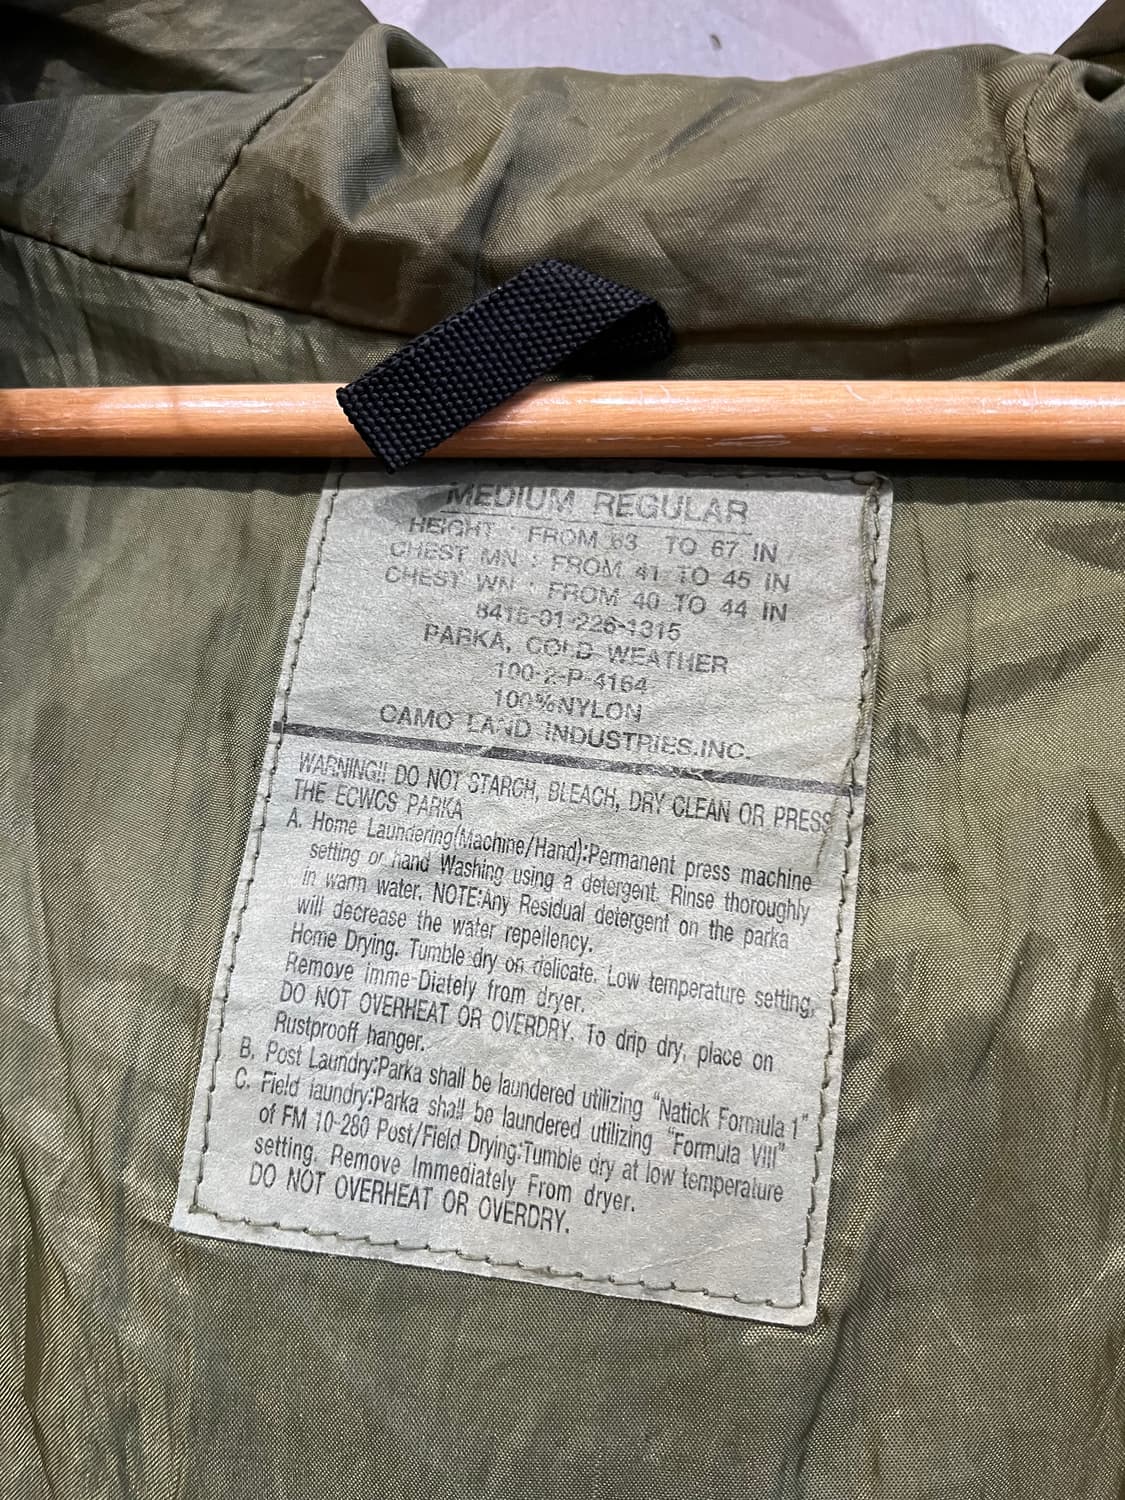 MEDIUM REGULAR
HEIGHT : FROM 63 TO 67 IN
CHEST MN : FROM 41 TO 45 IN
CHEST WN : FROM 40 TO 44 IN
8415-01-226-1315
PARKA, COLD WEATHER
100-2-P-4164
100%NYLON
CAMO LAND INDUSTRIES.INC.
WARNING!! DO NOT STARCH, BLEACH, DRY CLEAN OR PRESS
THE ECWCS PARKA
A. Home Laundering(Machine/Hand):Permanent press machine
setting or hand Washing using a detergent. Rinse thoroughly
in warm water. NOTE:Any Residual detergent on the parka
will decrease the water repellency.
Home Drying. Tumble dry on delicate. Low temperature setting,
Remove imme-Diately from dryer.
DO NOT OVERHEAT OR OVERDRY. To drip dry, place on
Rustprooff hanger.
B. Post Laundry:Parka shall be laundered utilizing "Natick Formula 1"
C. Field laundry:Parka shall be laundered utilizing "Formula VIII"
of FM 10-280 Post/Field Drying:Tumble dry at low temperature
setting. Remove Immediately From dryer.
DO NOT OVERHEAT OR OVERDRY.